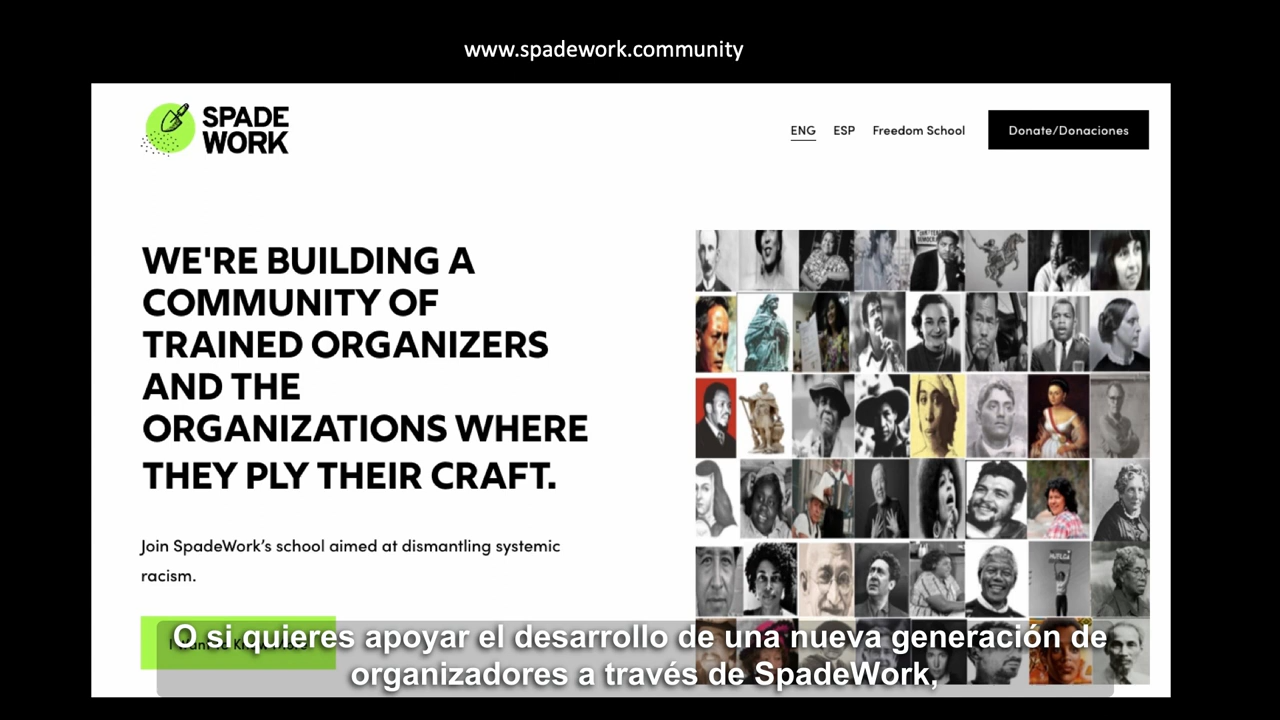 www.spadework.community
SPADE
WORK
ENG ESP Freedom School Donate/Donaciones
WE'RE BUILDING A
COMMUNITY OF
TRAINED ORGANIZERS
AND THE
ORGANIZATIONS WHERE
THEY PLY THEIR CRAFT.
Join SpadeWork's school aimed at dismantling systemic
racism.
O si quieres apoyar el desarrollo de una nueva generación de
organizadores a través de SpadeWork,